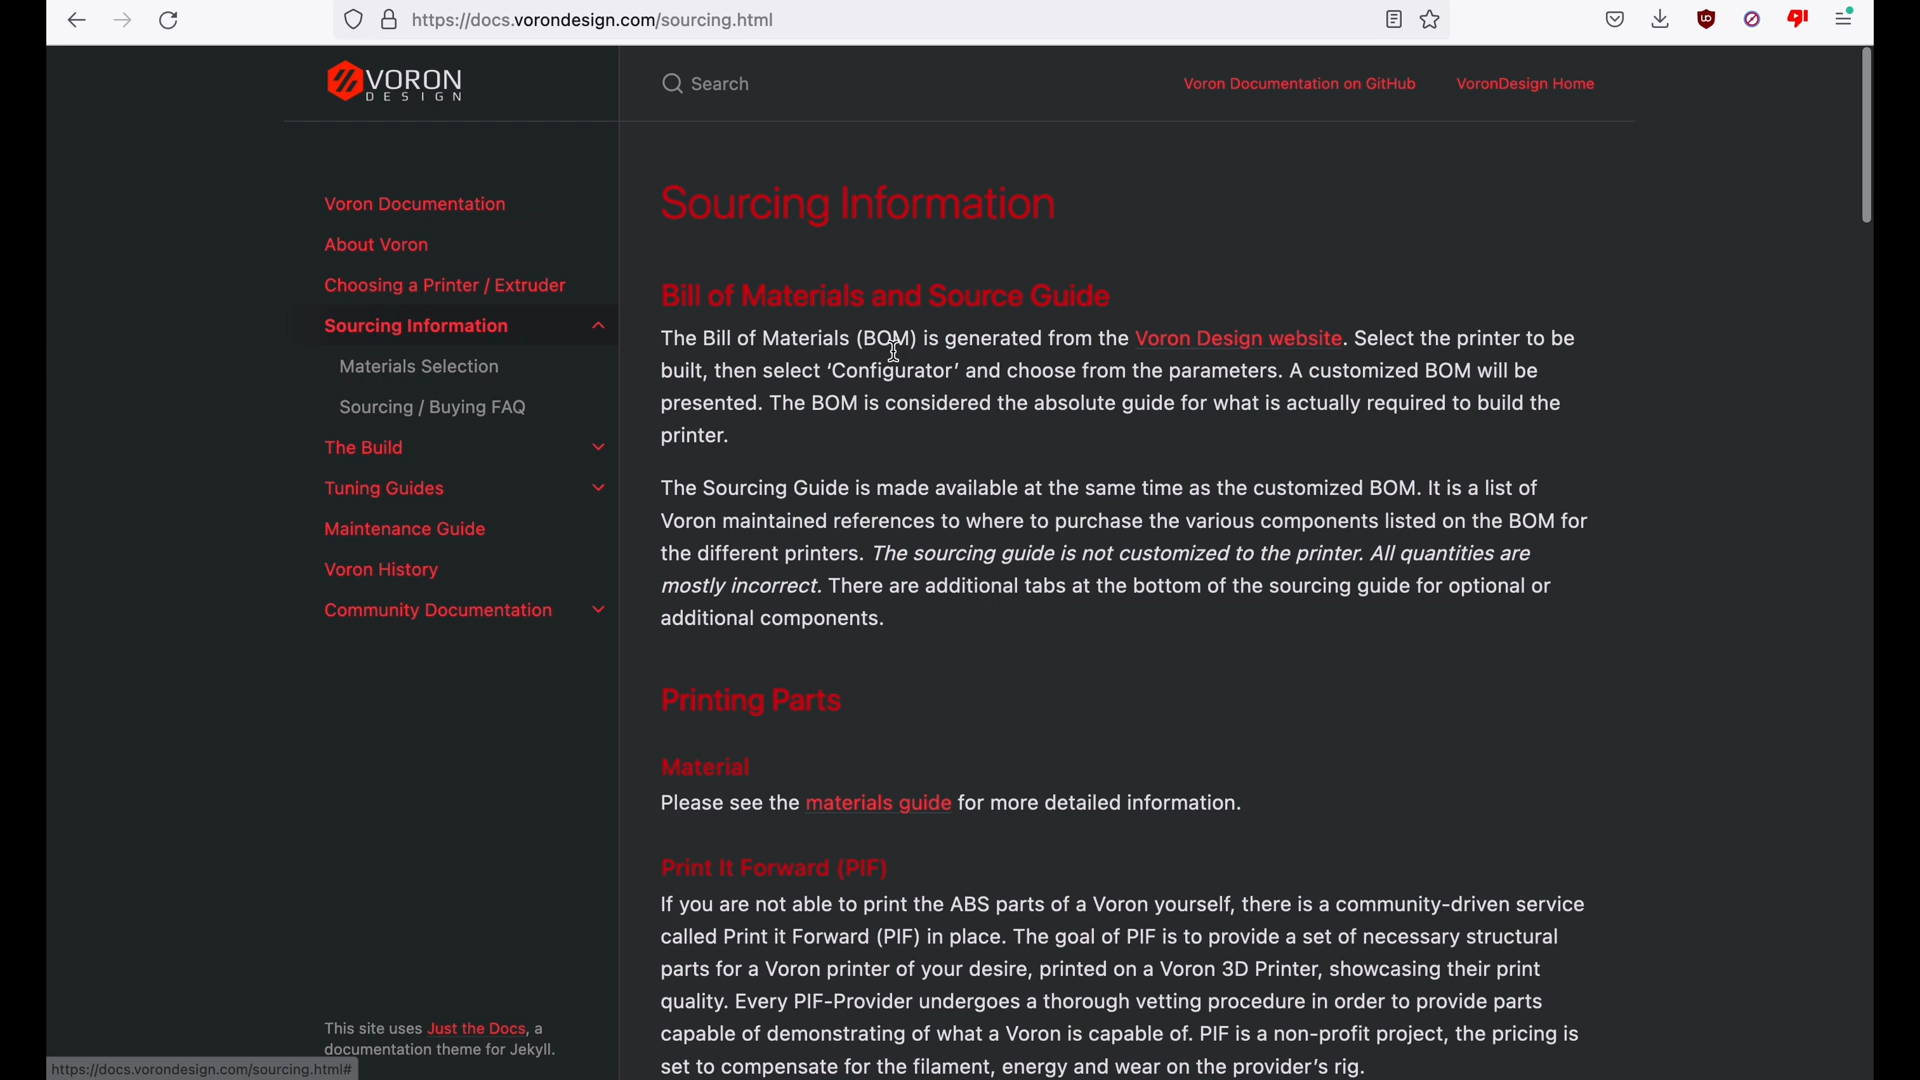 https://docs.vorondesign.com/sourcing.html
VORON
DESIGN
Search
Voron Documentation on GitHub
VoronDesign Home
Voron Documentation
About Voron
Choosing a Printer / Extruder
Sourcing Information
Materials Selection
Sourcing / Buying FAQ
The Build
Tuning Guides
Maintenance Guide
Voron History
Community Documentation
This site uses Just the Docs, a
documentation theme for Jekyll.
https://docs.vorondesign.com/sourcing.html#
Sourcing Information
Bill of Materials and Source Guide
The Bill of Materials (BOM) is generated from the Voron Design website. Select the printer to be
built, then select ‘Configurator’ and choose from the parameters. A customized BOM will be
presented. The BOM is considered the absolute guide for what is actually required to build the
printer.
The Sourcing Guide is made available at the same time as the customized BOM. It is a list of
Voron maintained references to where to purchase the various components listed on the BOM for
the different printers. The sourcing guide is not customized to the printer. All quantities are
mostly incorrect. There are additional tabs at the bottom of the sourcing guide for optional or
additional components.
Printing Parts
Material
Please see the materials guide for more detailed information.
Print It Forward (PIF)
If you are not able to print the ABS parts of a Voron yourself, there is a community-driven service
called Print it Forward (PIF) in place. The goal of PIF is to provide a set of necessary structural
parts for a Voron printer of your desire, printed on a Voron 3D Printer, showcasing their print
quality. Every PIF-Provider undergoes a thorough vetting procedure in order to provide parts
capable of demonstrating of what a Voron is capable of. PIF is a non-profit project, the pricing is
set to compensate for the filament, energy and wear on the provider’s rig.